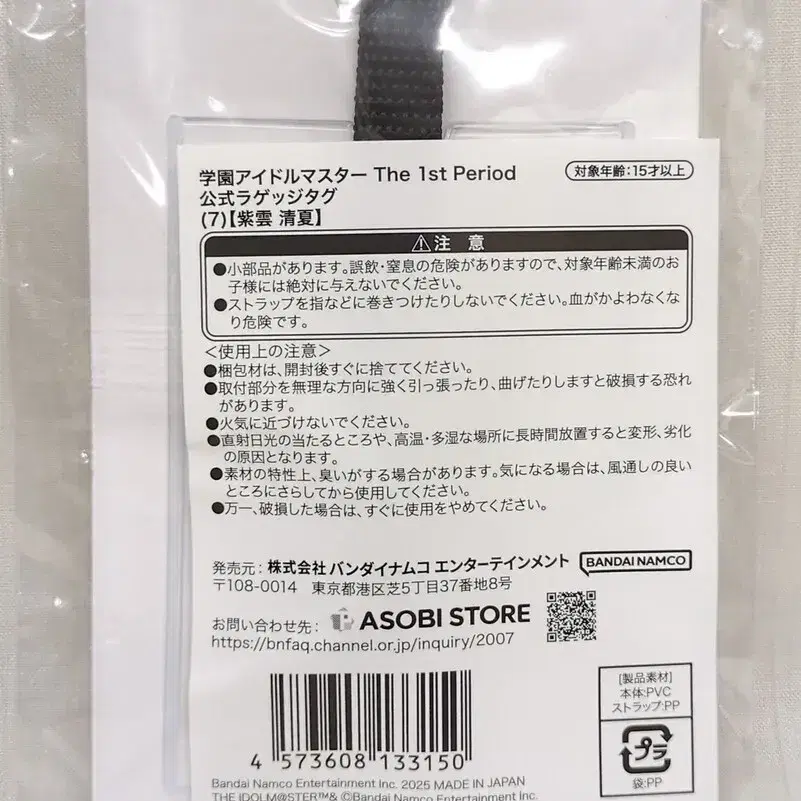 学園アイドルマスター The 1st Period
対象年齢:15才以上
公式ラゲッジタグ
(7)【紫雲 清夏】
⚠注 意
●小部品があります。誤飲・窒息の危険がありますので、対象年齢未満のお
子様には絶対に与えないでください。
●ストラップを指などに巻きつけたりしないでください。血がかよわなくな
り危険です。
<使用上の注意>
●梱包材は、開封後すぐに捨ててください。
●取付部分を無理な方向に強く引っ張ったり、曲げたりしますと破損する恐れ
があります。
●火気に近づけないでください。
●直射日光の当たるところや、高温・多湿な場所に長時間放置すると変形、劣化
の原因となります。
●素材の特性上、臭いがする場合があります。気になる場合は、風通しの良い
ところにさらしてから使用してください。
●万一、破損した場合は、すぐに使用をやめてください。
発売元:株式会社 バンダイナムコ エンターテインメント
BANDAI NAMCO
〒108-0014 東京都港区芝5丁目37番地8号
お問い合わせ先: ASOBI STORE
https://bnfaq.channel.or.jp/inquiry/2007
[製品素材]
本体:PVC
ストラップ:PP
プラ
袋:PP
4 573608 133150
Bandai Namco Entertainment Inc. 2025 MADE IN JAPAN
THE IDOLM@STER™& ©Bandai Namco Entertainment Inc.